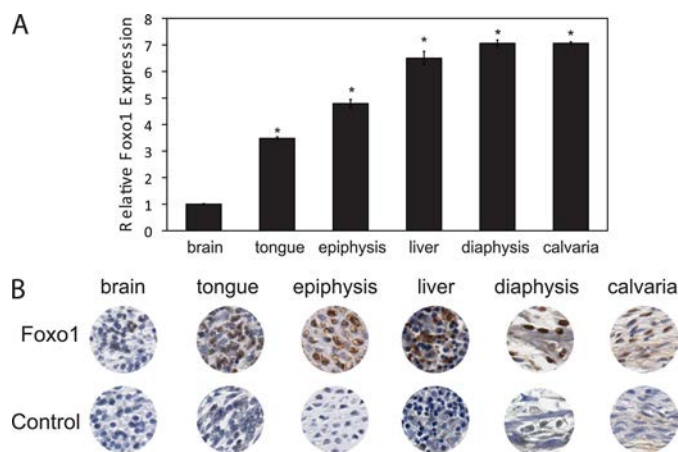 A
Relative Foxo1 Expression
8
7
6
5
4
3
2
1
0
*
*
*
*
*
brain tongue epiphysis liver diaphysis calvaria
B
brain tongue epiphysis liver diaphysis calvaria
Foxo1
Control